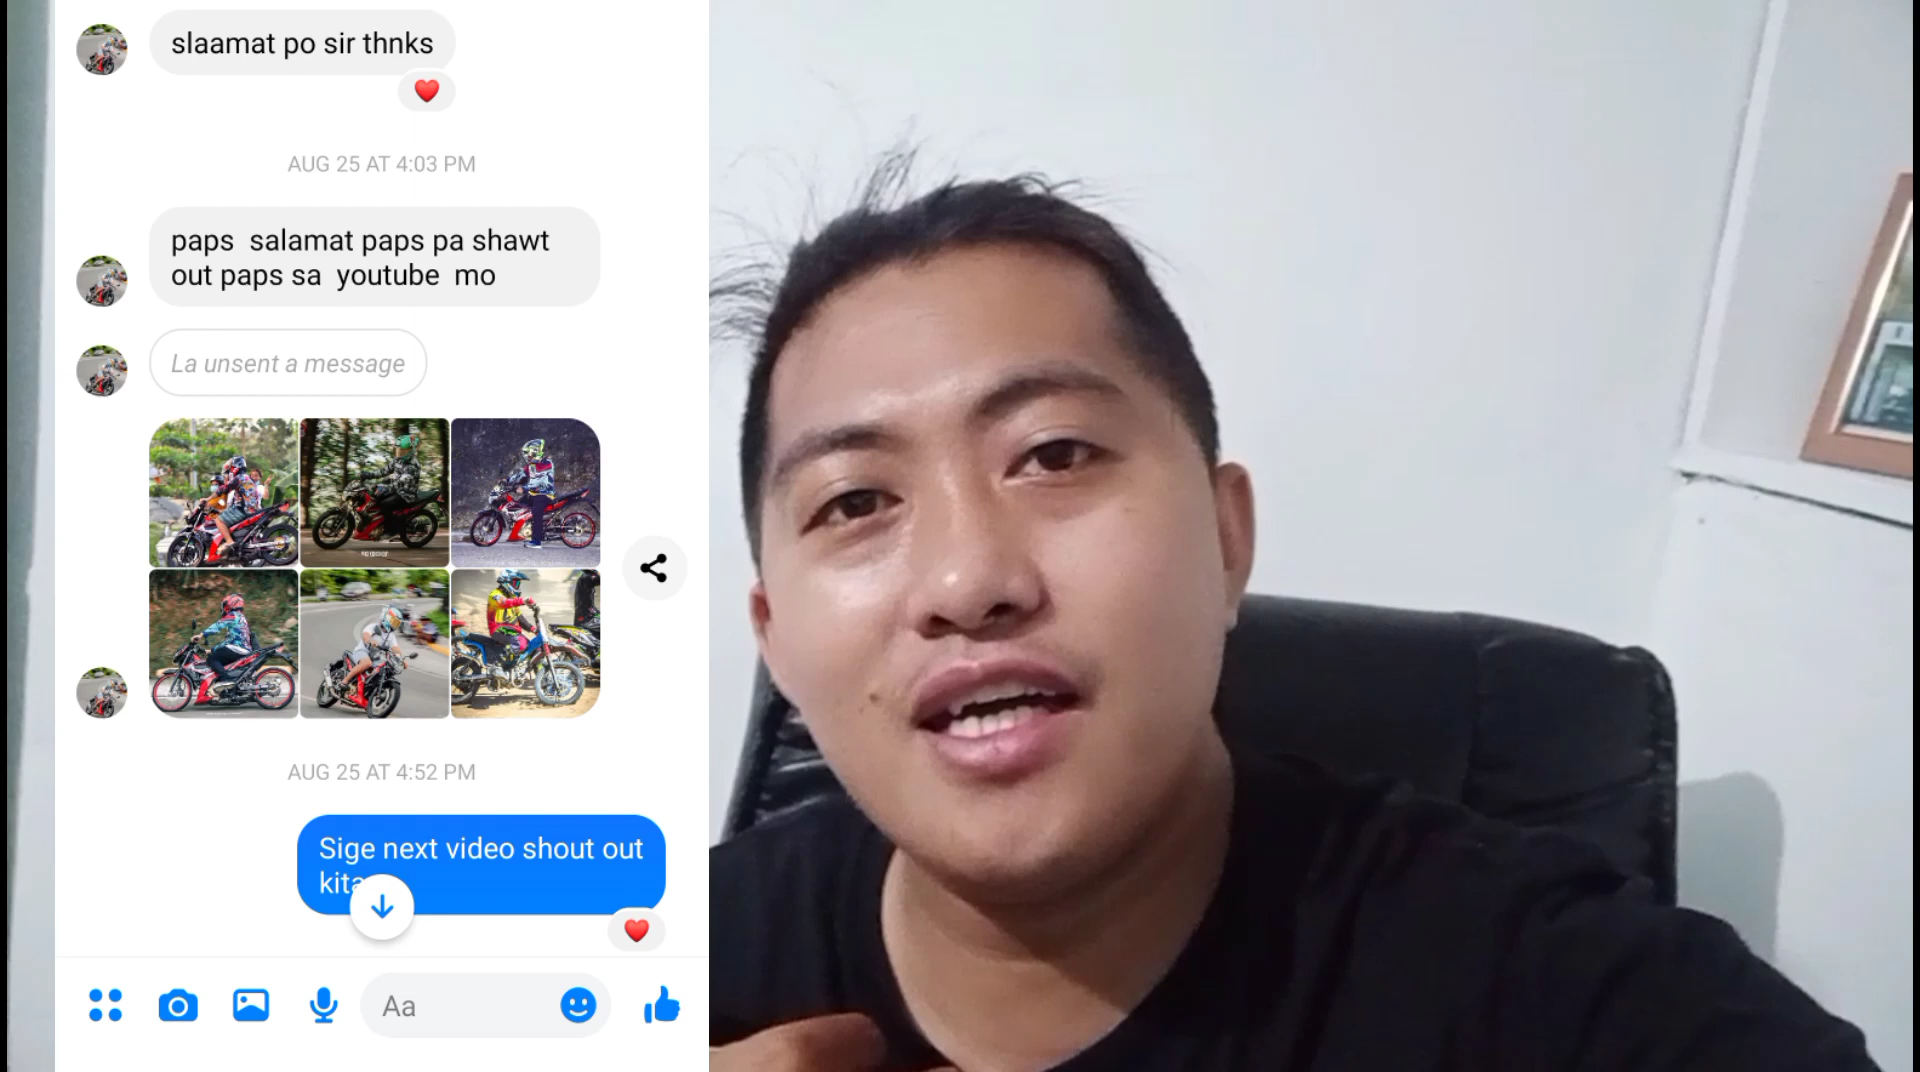 slaamat po sir thnks
AUG 25 AT 4:03 PM
paps  salamat paps pa shawt
out paps sa  youtube  mo
La unsent a message
AUG 25 AT 4:52 PM
Sige next video shout out
kita
Aa